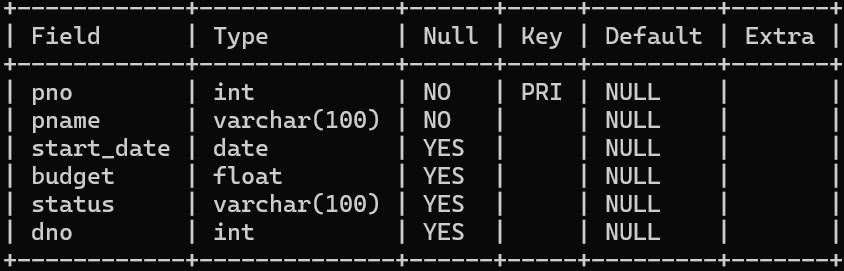 +------------+--------------+------+-----+---------+-------+
| Field      | Type         | Null | Key | Default | Extra |
+------------+--------------+------+-----+---------+-------+
| pno        | int          | NO   | PRI | NULL    |       |
| pname      | varchar(100) | NO   |     | NULL    |       |
| start_date | date         | YES  |     | NULL    |       |
| budget     | float        | YES  |     | NULL    |       |
| status     | varchar(100) | YES  |     | NULL    |       |
| dno        | int          | YES  |     | NULL    |       |
+------------+--------------+------+-----+---------+-------+